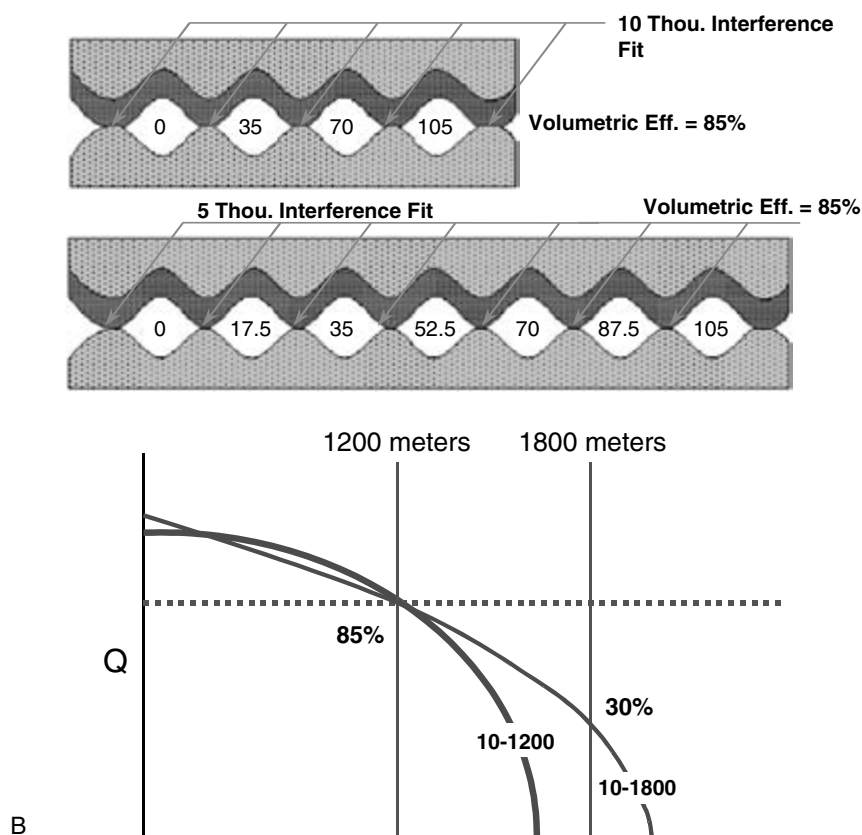 10 Thou. Interference
Fit
0 35 70 105
Volumetric Eff. = 85%
5 Thou. Interference Fit
Volumetric Eff. = 85%
0 17.5 35 52.5 70 87.5 105
1200 meters 1800 meters
85%
Q
30%
10-1200
10-1800
B